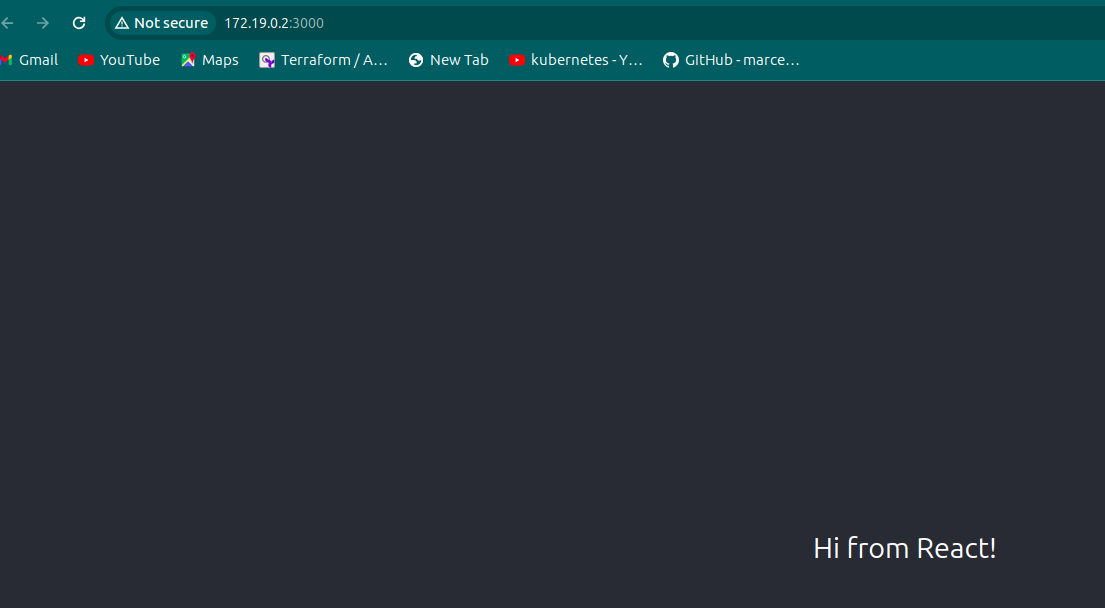 Not secure 172.19.0.2:3000
Gmail YouTube Maps Terraform / A... New Tab kubernetes - Y... GitHub - marce...
Hi from React!